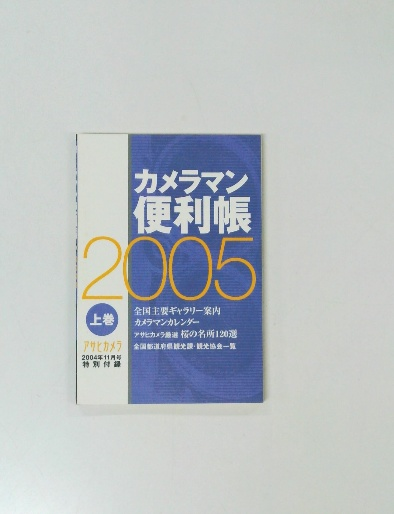 カメラマン
便利帳
2005
上巻
全国主要ギャラリー案内
カメラマンカレンダー
アサヒカメラ厳選 桜の名所120選
全国都道府県観光課・観光協会一覧
アサヒカメラ
2004年11月号
特別付録